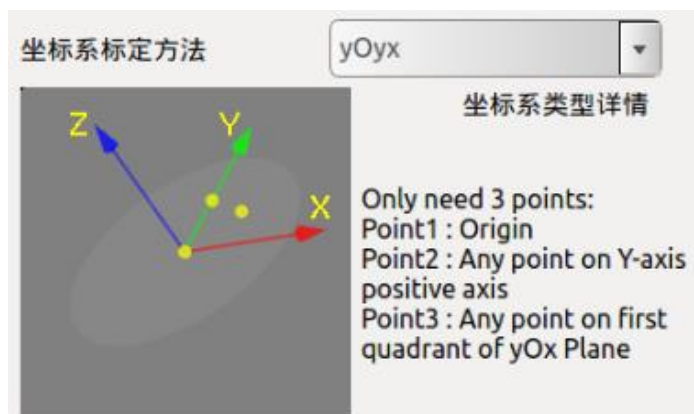 坐标系标定方法
yOyx
坐标系类型详情
Z
Y
X
Only need 3 points:
Point1 : Origin
Point2 : Any point on Y-axis
positive axis
Point3 : Any point on first
quadrant of yOx Plane